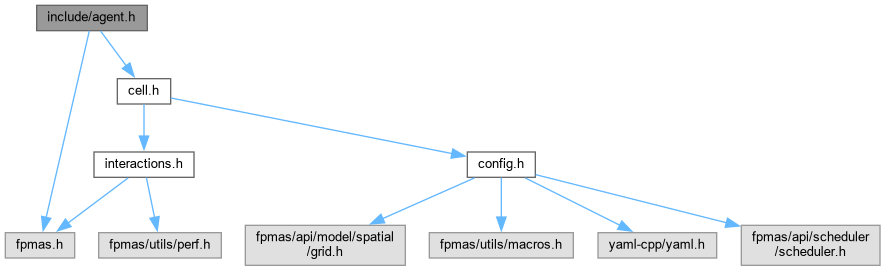 include/agent.h
cell.h
interactions.h
config.h
fpmas.h
fpmas/utils/perf.h
fpmas/api/model/spatial
/grid.h
fpmas/utils/macros.h
yaml-cpp/yaml.h
fpmas/api/scheduler
/scheduler.h